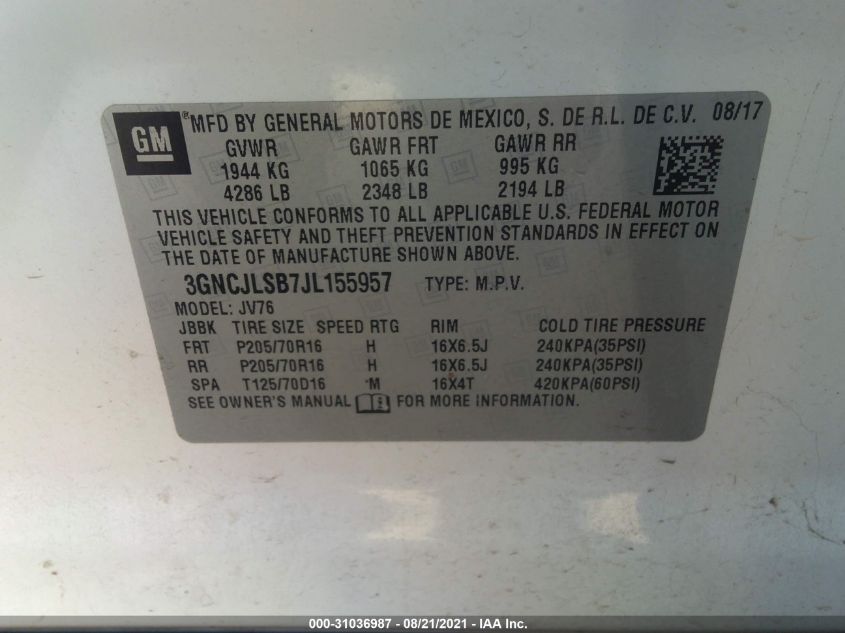 GM ® MFD BY GENERAL MOTORS DE MEXICO, S. DE R.L. DE C.V. 08/17
GVWR GAWR FRT GAWR RR
1944 KG 1065 KG 995 KG
4286 LB 2348 LB 2194 LB
THIS VEHICLE CONFORMS TO ALL APPLICABLE U.S. FEDERAL MOTOR
VEHICLE SAFETY AND THEFT PREVENTION STANDARDS IN EFFECT ON
THE DATE OF MANUFACTURE SHOWN ABOVE.
3GNCJLSB7JL155957 TYPE: M.P.V.
MODEL: JV76
JBBK TIRE SIZE SPEED RTG RIM COLD TIRE PRESSURE
FRT P205/70R16 H 16X6.5J 240KPA(35PSI)
RR P205/70R16 H 16X6.5J 240KPA(35PSI)
SPA T125/70D16 M 16X4T 420KPA(60PSI)
SEE OWNER'S MANUAL FOR MORE INFORMATION.
000-31036987 - 08/21/2021 - IAA Inc.